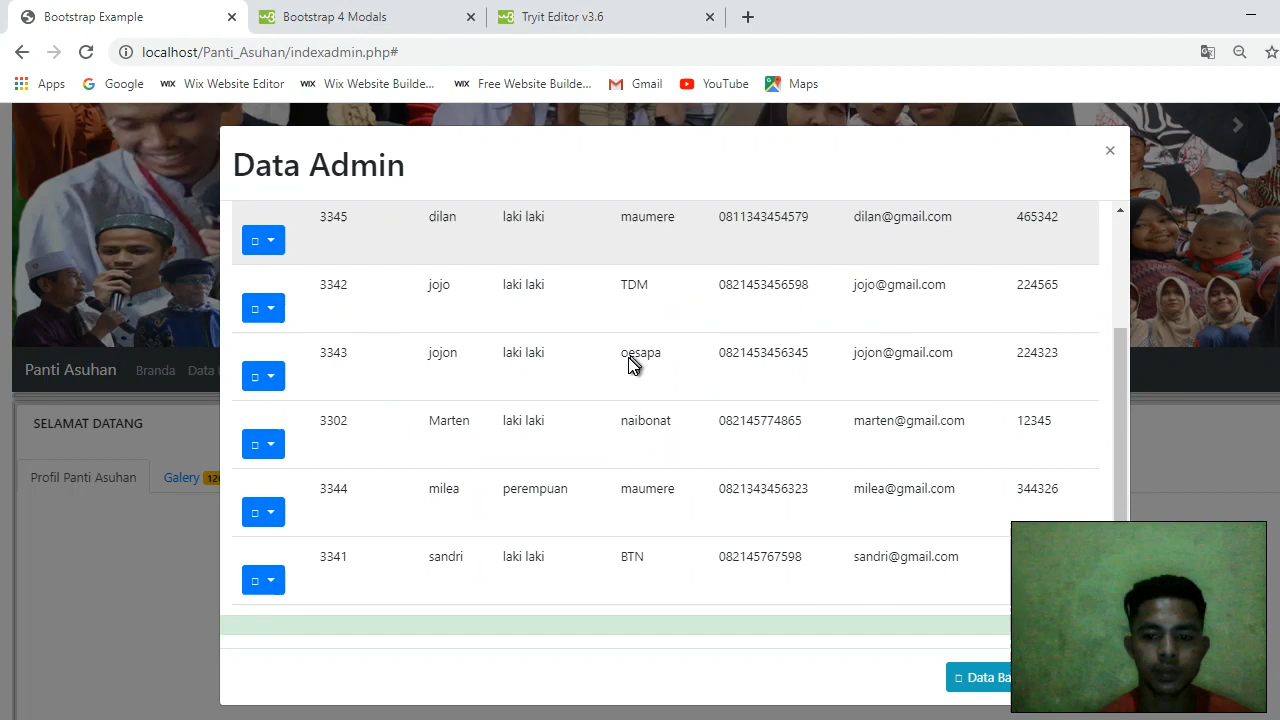 Bootstrap Example
Bootstrap 4 Modals
Tryit Editor v3.6
localhost/Panti_Asuhan/indexadmin.php#
Apps Google Wix Website Editor Wix Website Builde... Free Website Builde... Gmail YouTube Maps
Data Admin
3345 dilan laki laki maumere 0811343454579 dilan@gmail.com 465342
3342 jojo laki laki TDM 0821453456598 jojo@gmail.com 224565
3343 jojon laki laki oesapa 0821453456345 jojon@gmail.com 224323
3302 Marten laki laki naibonat 082145774865 marten@gmail.com 12345
3344 milea perempuan maumere 0821343456323 milea@gmail.com 344326
3341 sandri laki laki BTN 082145767598 sandri@gmail.com
Data Ba
Panti Asuhan Branda Data
SELAMAT DATANG
Profil Panti Asuhan Galery